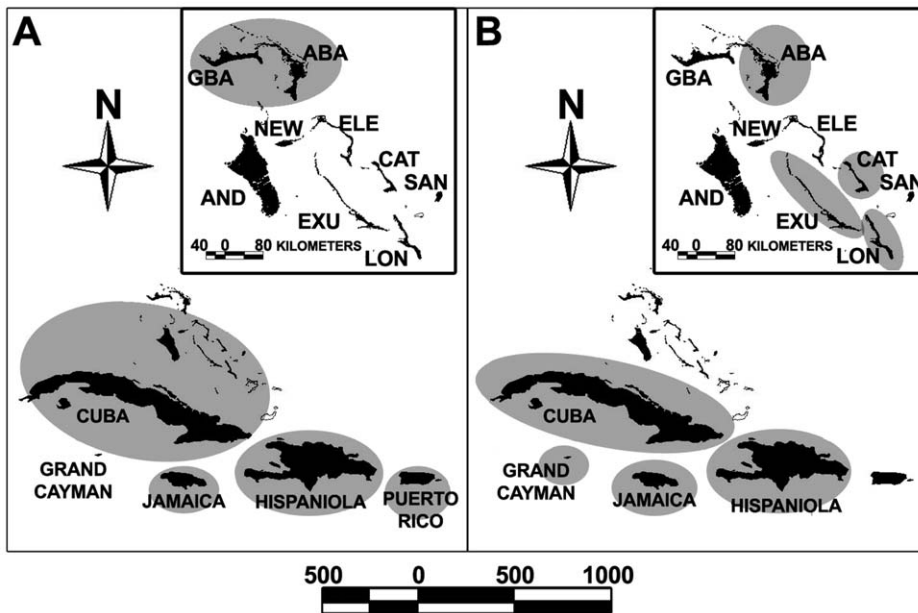 A
N
GBA
ABA
NEW
ELE
CAT
SAN
AND
EXU
LON
40 0 80 KILOMETERS
CUBA
GRAND
CAYMAN
JAMAICA
HISPANIOLA
PUERTO
RICO
B
N
GBA
ABA
NEW
ELE
CAT
SAN
AND
EXU
LON
40 0 80 KILOMETERS
CUBA
GRAND
CAYMAN
JAMAICA
HISPANIOLA
500 0 500 1000